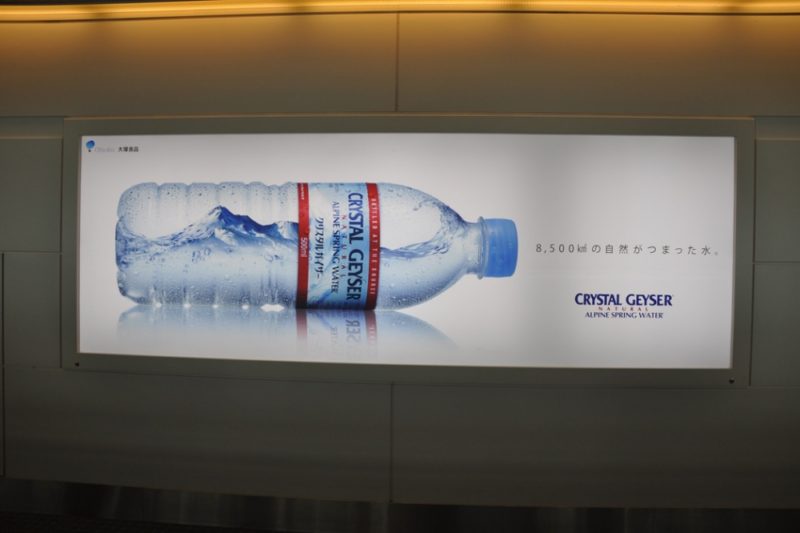 Otsuka 大塚食品
BOTTLED AT THE SOURCE
CRYSTAL GEYSER
NATURAL
ALPINE SPRING WATER
クリスタルガイザー
500ml
8,500㎢の自然がつまった水。
CRYSTAL GEYSER
NATURAL
ALPINE SPRING WATER